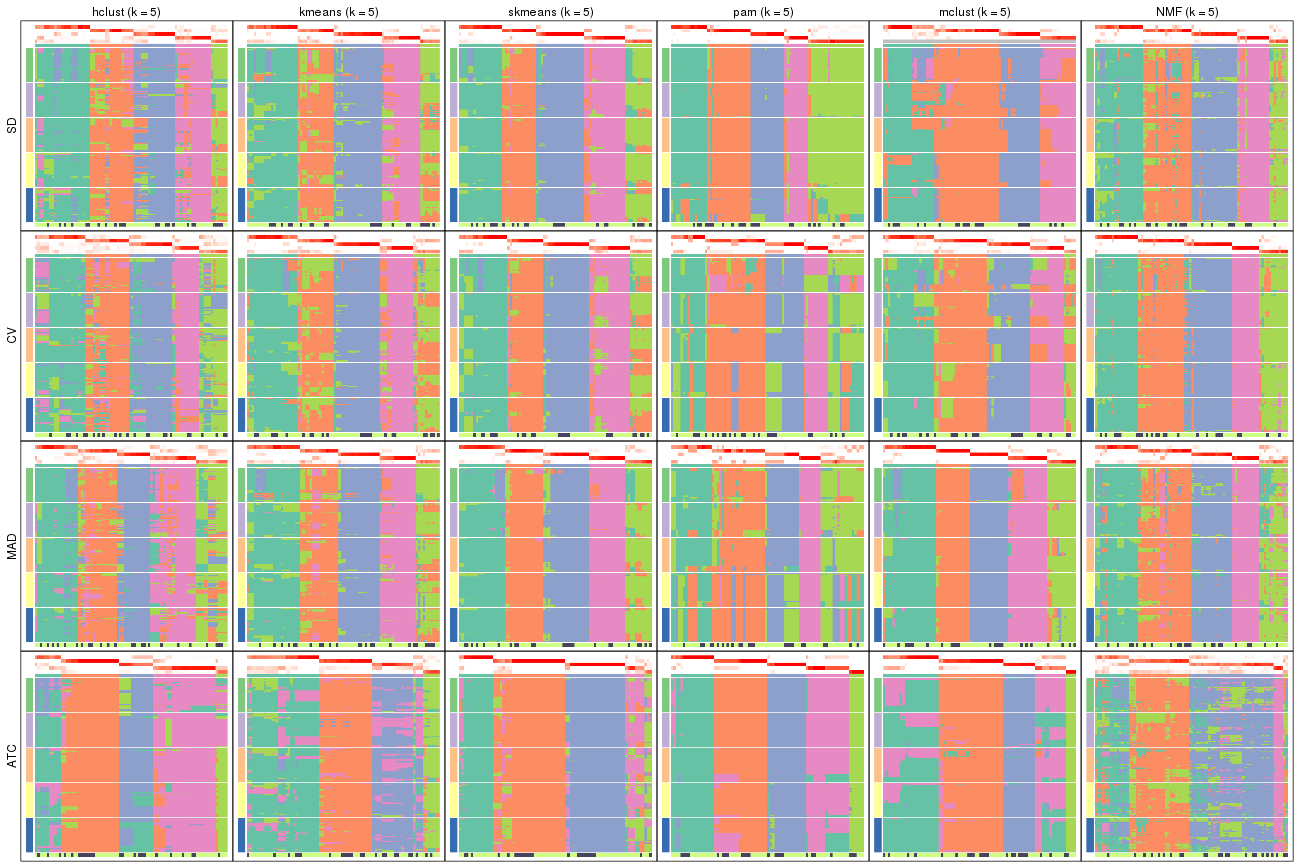 hclust (k = 5) kmeans (k = 5) skmeans (k = 5) pam (k = 5) mclust (k = 5) NMF (k = 5)
SD
CV
MAD
ATC